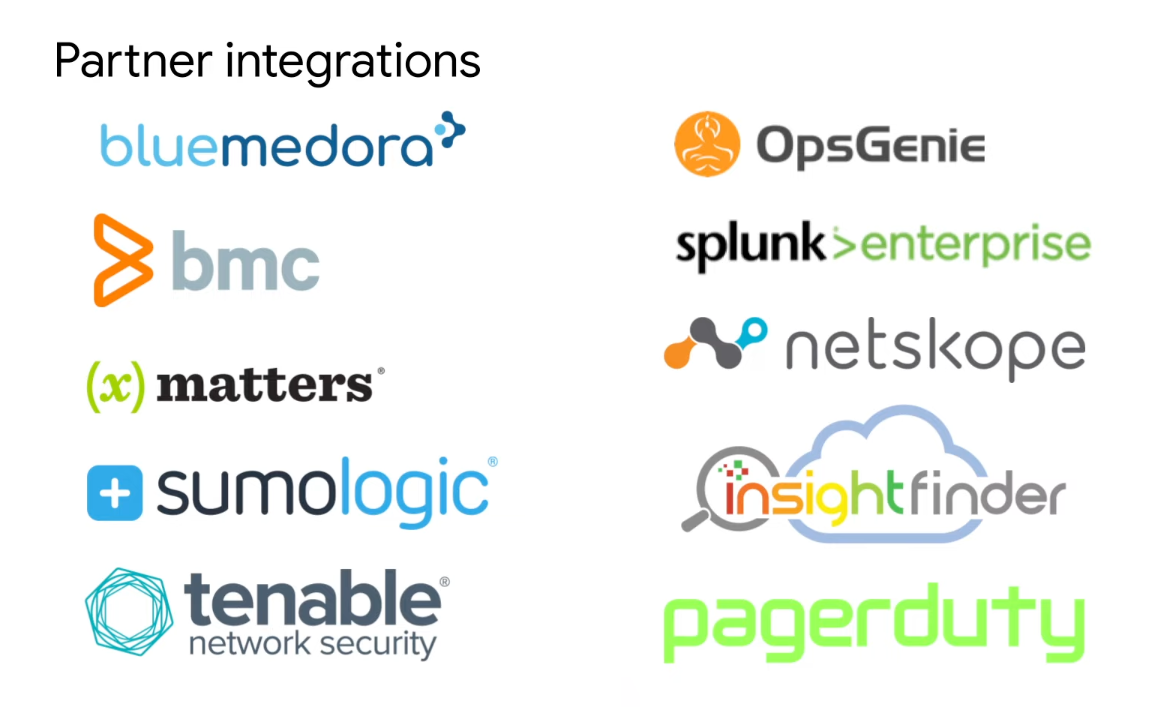 Partner integrations
bluemedora
bmc
(x) matters®
sumologic®
tenable®
network security
OpsGenie
splunk>enterprise
netskope
insightfinder
pagerduty